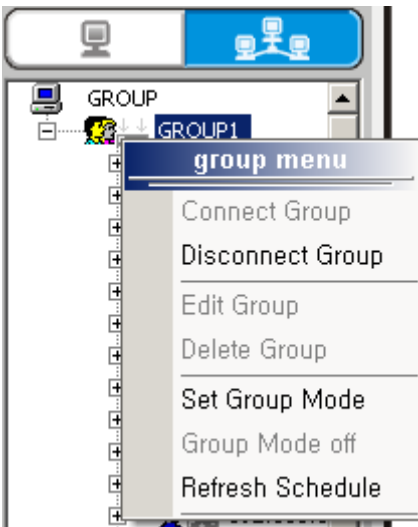 GROUP
GROUP1
group menu
Connect Group
Disconnect Group
Edit Group
Delete Group
Set Group Mode
Group Mode off
Refresh Schedule